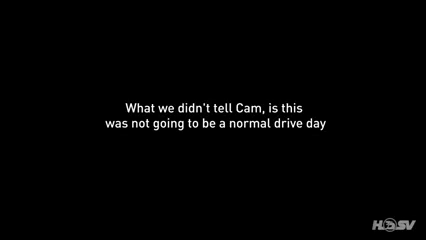 What we didn't tell Cam, is this
was not going to be a normal drive day
HSV